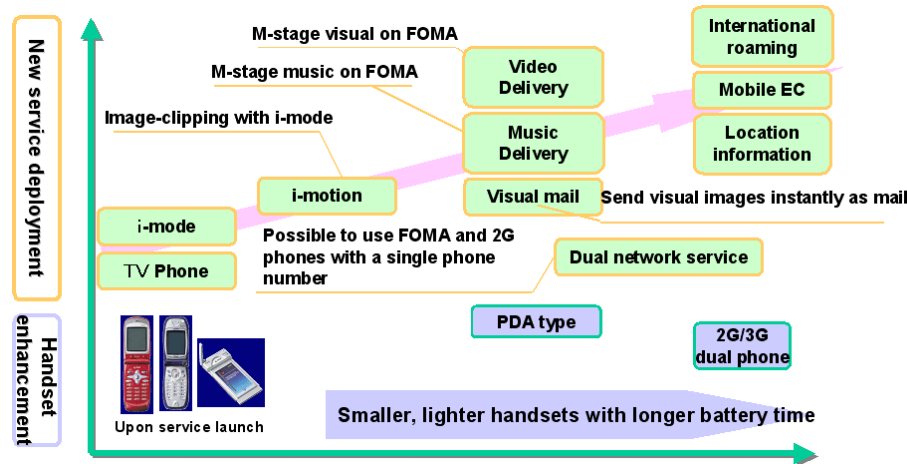 New service deployment
Handset
enhancement
M-stage visual on FOMA
M-stage music on FOMA
Image-clipping with i-mode
i-mode
TV Phone
i-motion
Possible to use FOMA and 2G
phones with a single phone
number
Video
Delivery
Music
Delivery
Visual mail
Send visual images instantly as mail
Dual network service
International
roaming
Mobile EC
Location
information
PDA type
2G/3G
dual phone
Upon service launch
Smaller, lighter handsets with longer battery time